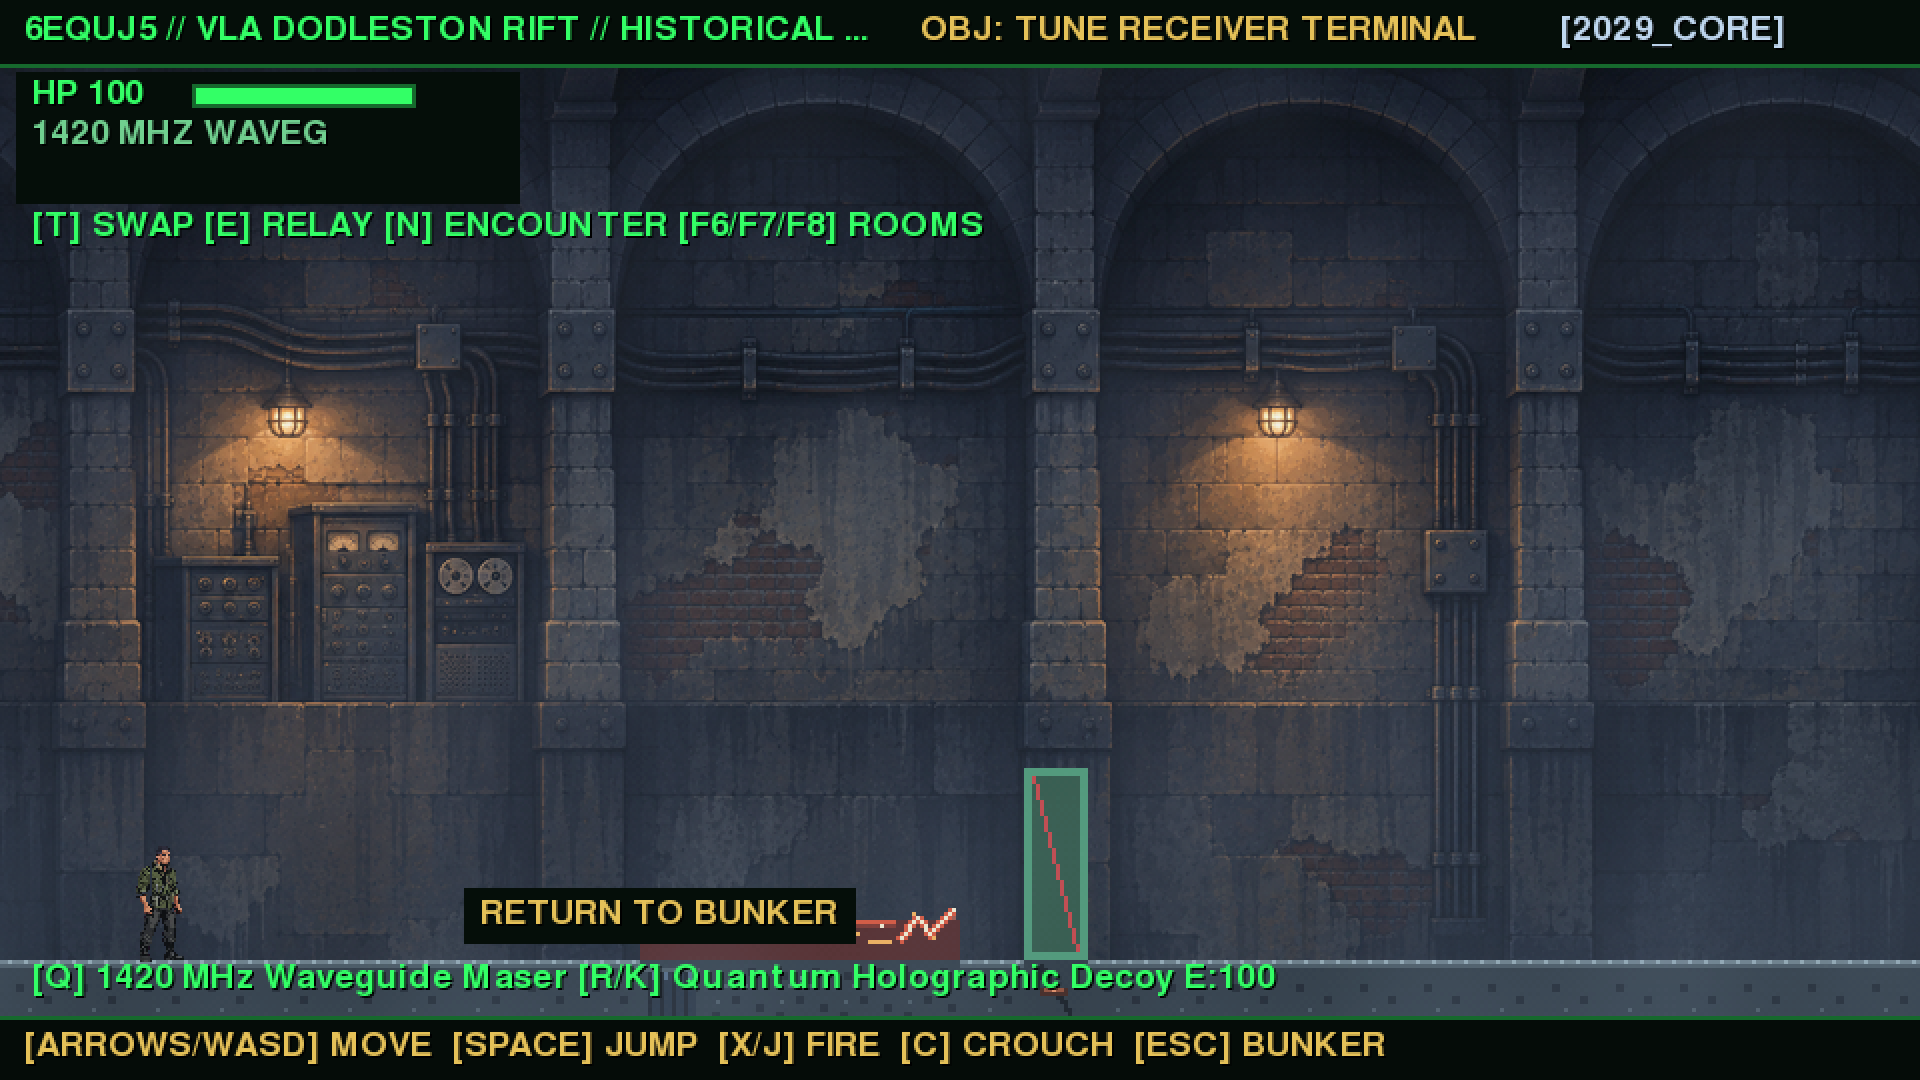 6EQUJ5 // VLA DODLESTON RIFT // HISTORICAL ... OBJ: TUNE RECEIVER TERMINAL [2029_CORE]
HP 100
1420 MHZ WAVEG
[T] SWAP [E] RELAY [N] ENCOUNTER [F6/F7/F8] ROOMS
RETURN TO BUNKER
[Q] 1420 MHz Waveguide Maser [R/K] Quantum Holographic Decoy E:100
[ARROWS/WASD] MOVE [SPACE] JUMP [X/J] FIRE [C] CROUCH [ESC] BUNKER